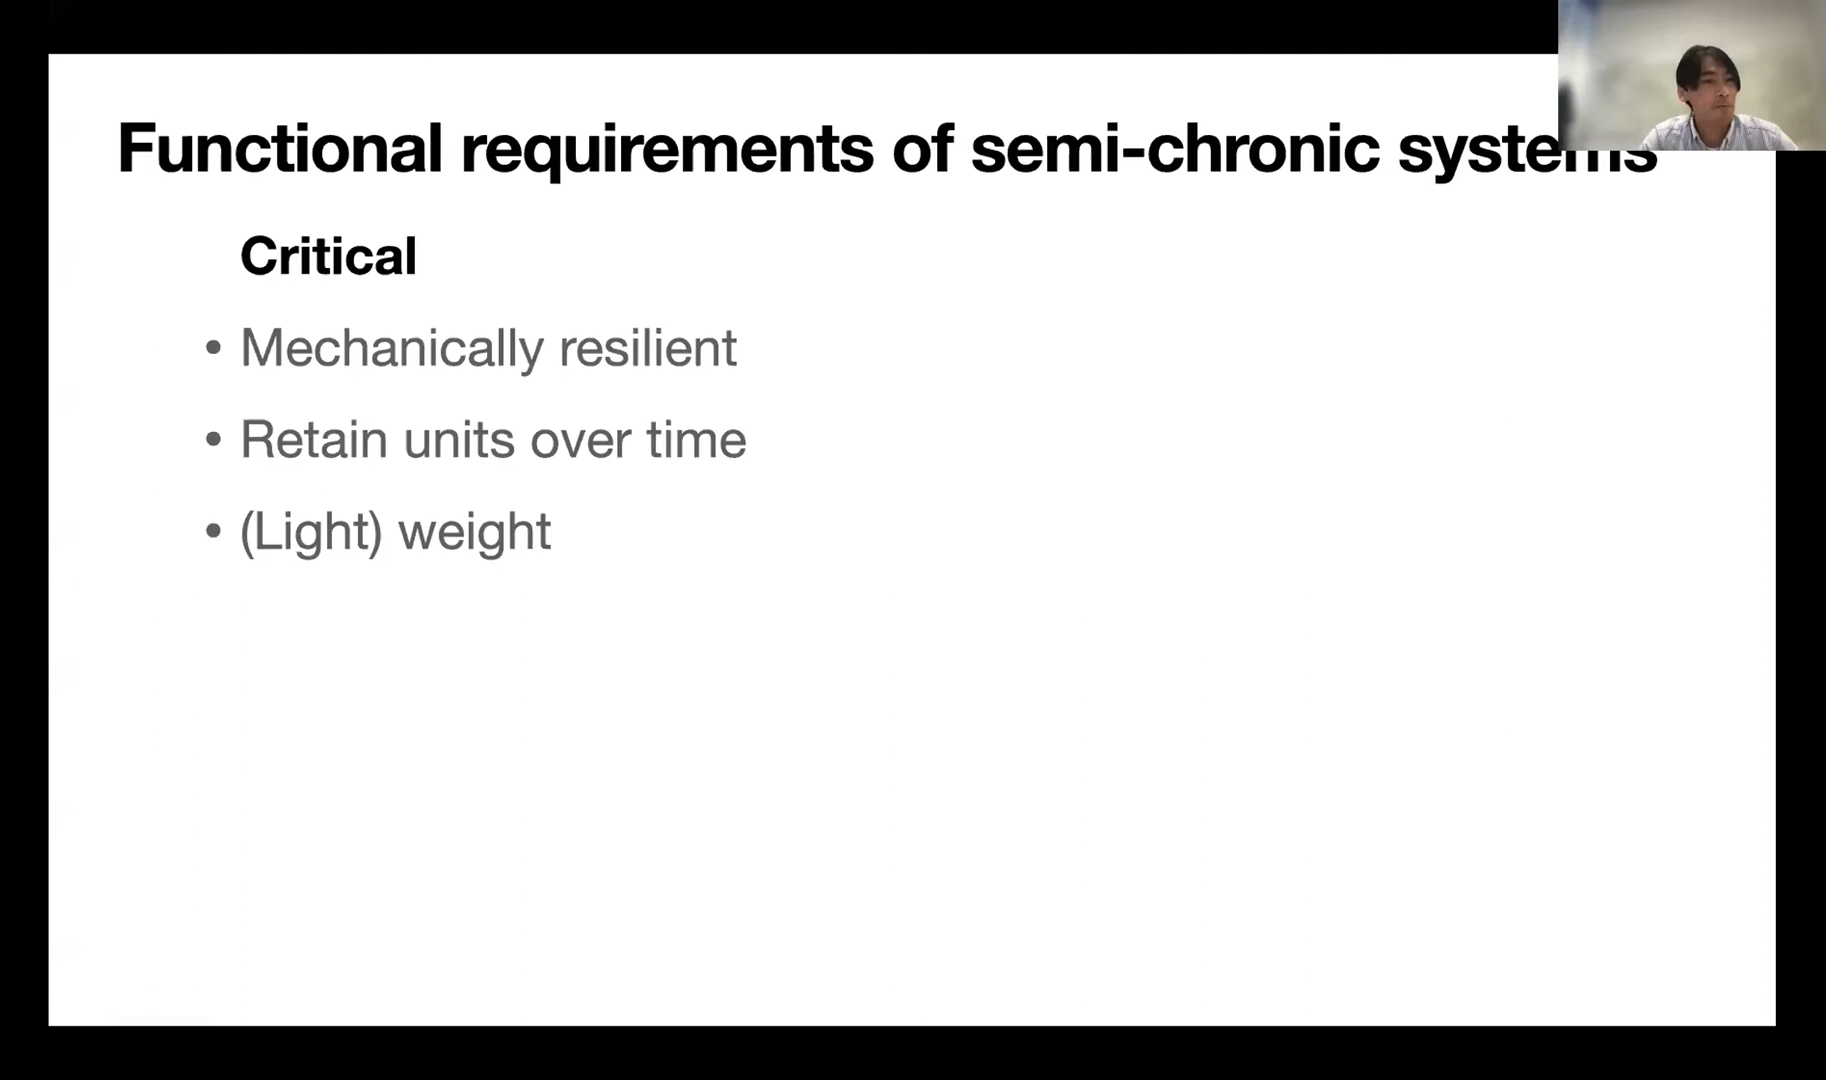 Functional requirements of semi-chronic systems
Critical
• Mechanically resilient
• Retain units over time
• (Light) weight